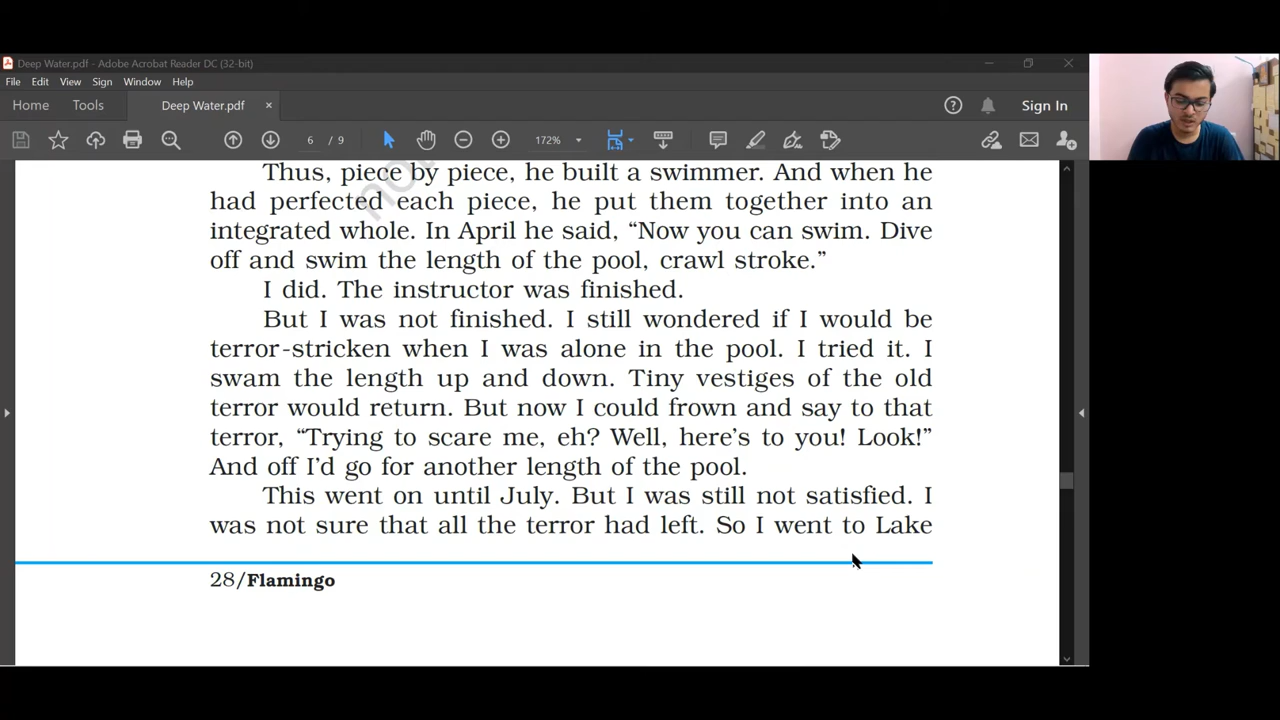 Deep Water.pdf - Adobe Acrobat Reader DC (32-bit)
File Edit View Sign Window Help
Home Tools Deep Water.pdf × Sign In
6 / 9 172%
not
Thus, piece by piece, he built a swimmer. And when he
had perfected each piece, he put them together into an
integrated whole. In April he said, “Now you can swim. Dive
off and swim the length of the pool, crawl stroke.”
I did. The instructor was finished.
But I was not finished. I still wondered if I would be
terror-stricken when I was alone in the pool. I tried it. I
swam the length up and down. Tiny vestiges of the old
terror would return. But now I could frown and say to that
terror, “Trying to scare me, eh? Well, here’s to you! Look!”
And off I’d go for another length of the pool.
This went on until July. But I was still not satisfied. I
was not sure that all the terror had left. So I went to Lake
28/Flamingo